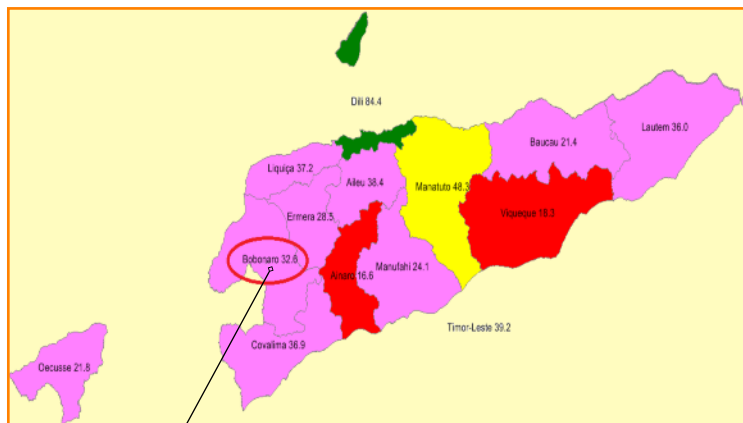 Dili 84.4
Lautem 36.0
Baucau 21.4
Liquiça 37.2
Aileu 38.4
Manatuto 48.3
Ermera 28.5
Viqueque 18.3
Bobonaro 32.6
Ainaro 16.6
Manufahi 24.1
Timor-Leste 39.2
Covalima 36.9
Oecusse 21.8